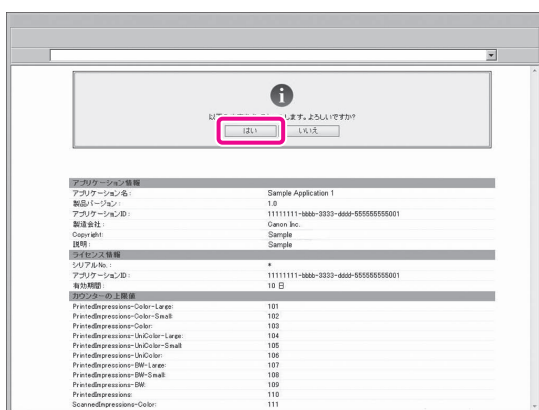 します。よろしいですか?
はい いいえ
アプリケーション情報
アプリケーション名: Sample Application 1
製品バージョン: 1.0
アプリケーションID: 11111111-bbbb-3333-dddd-555555555001
製造会社: Canon Inc.
Copyright: Sample
説明: Sample
ライセンス情報
シリアルNo.: *
アプリケーションID: 11111111-bbbb-3333-dddd-555555555001
有効期間: 10 日
カウンターの上限値
PrintedImpressions-Color-Large: 101
PrintedImpressions-Color-Small: 102
PrintedImpressions-Color: 103
PrintedImpressions-UniColor-Large: 104
PrintedImpressions-UniColor-Small: 105
PrintedImpressions-UniColor: 106
PrintedImpressions-BW-Large: 107
PrintedImpressions-BW-Small: 108
PrintedImpressions-BW: 109
PrintedImpressions: 110
ScannedImpressions-Color: 111